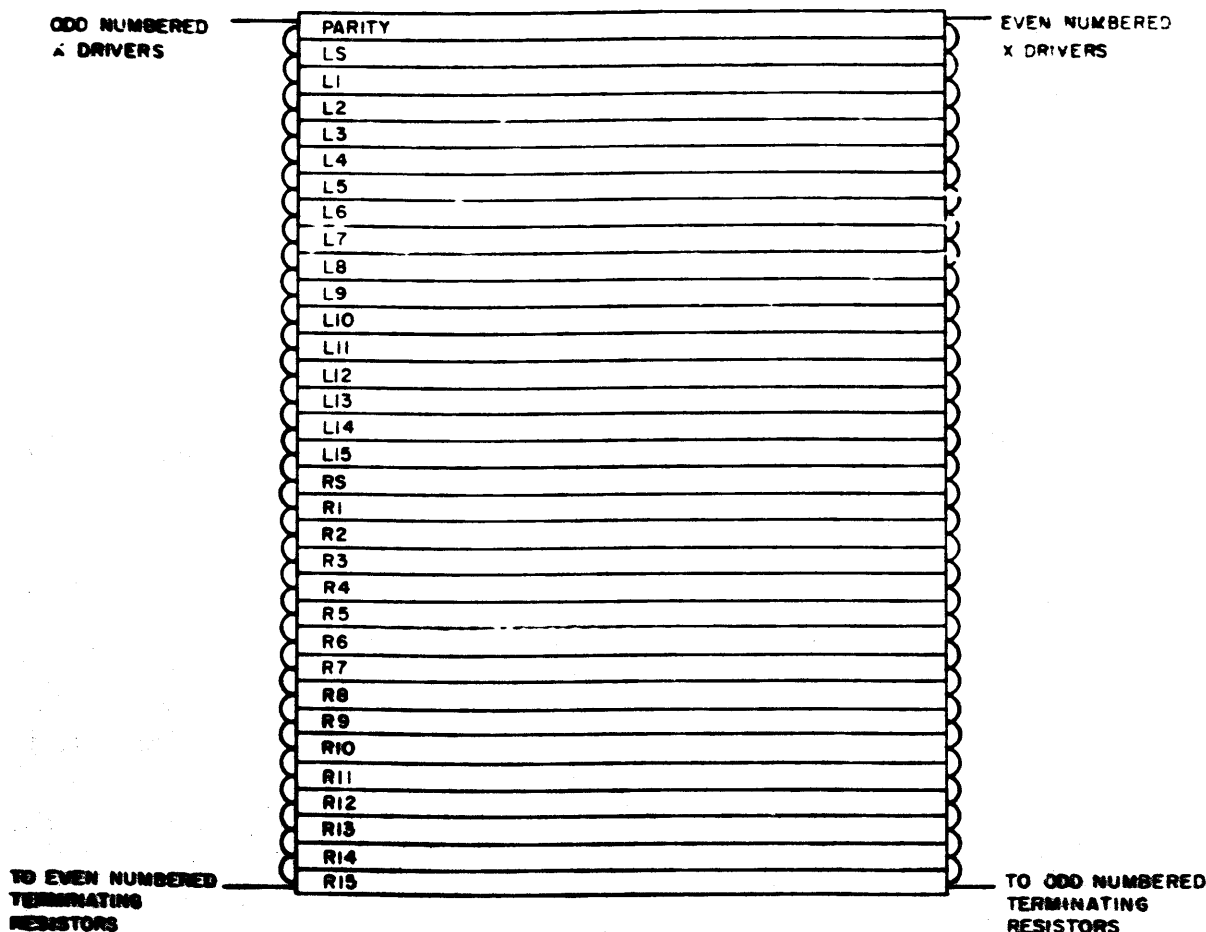 ODD NUMBERED
X DRIVERS
EVEN NUMBERED
X DRIVERS
PARITY
LS
L1
L2
L3
L4
L5
L6
L7
L8
L9
L10
L11
L12
L13
L14
L15
RS
R1
R2
R3
R4
R5
R6
R7
R8
R9
R10
R11
R12
R13
R14
R15
TO EVEN NUMBERED
TERMINATING
RESISTORS
TO ODD NUMBERED
TERMINATING
RESISTORS